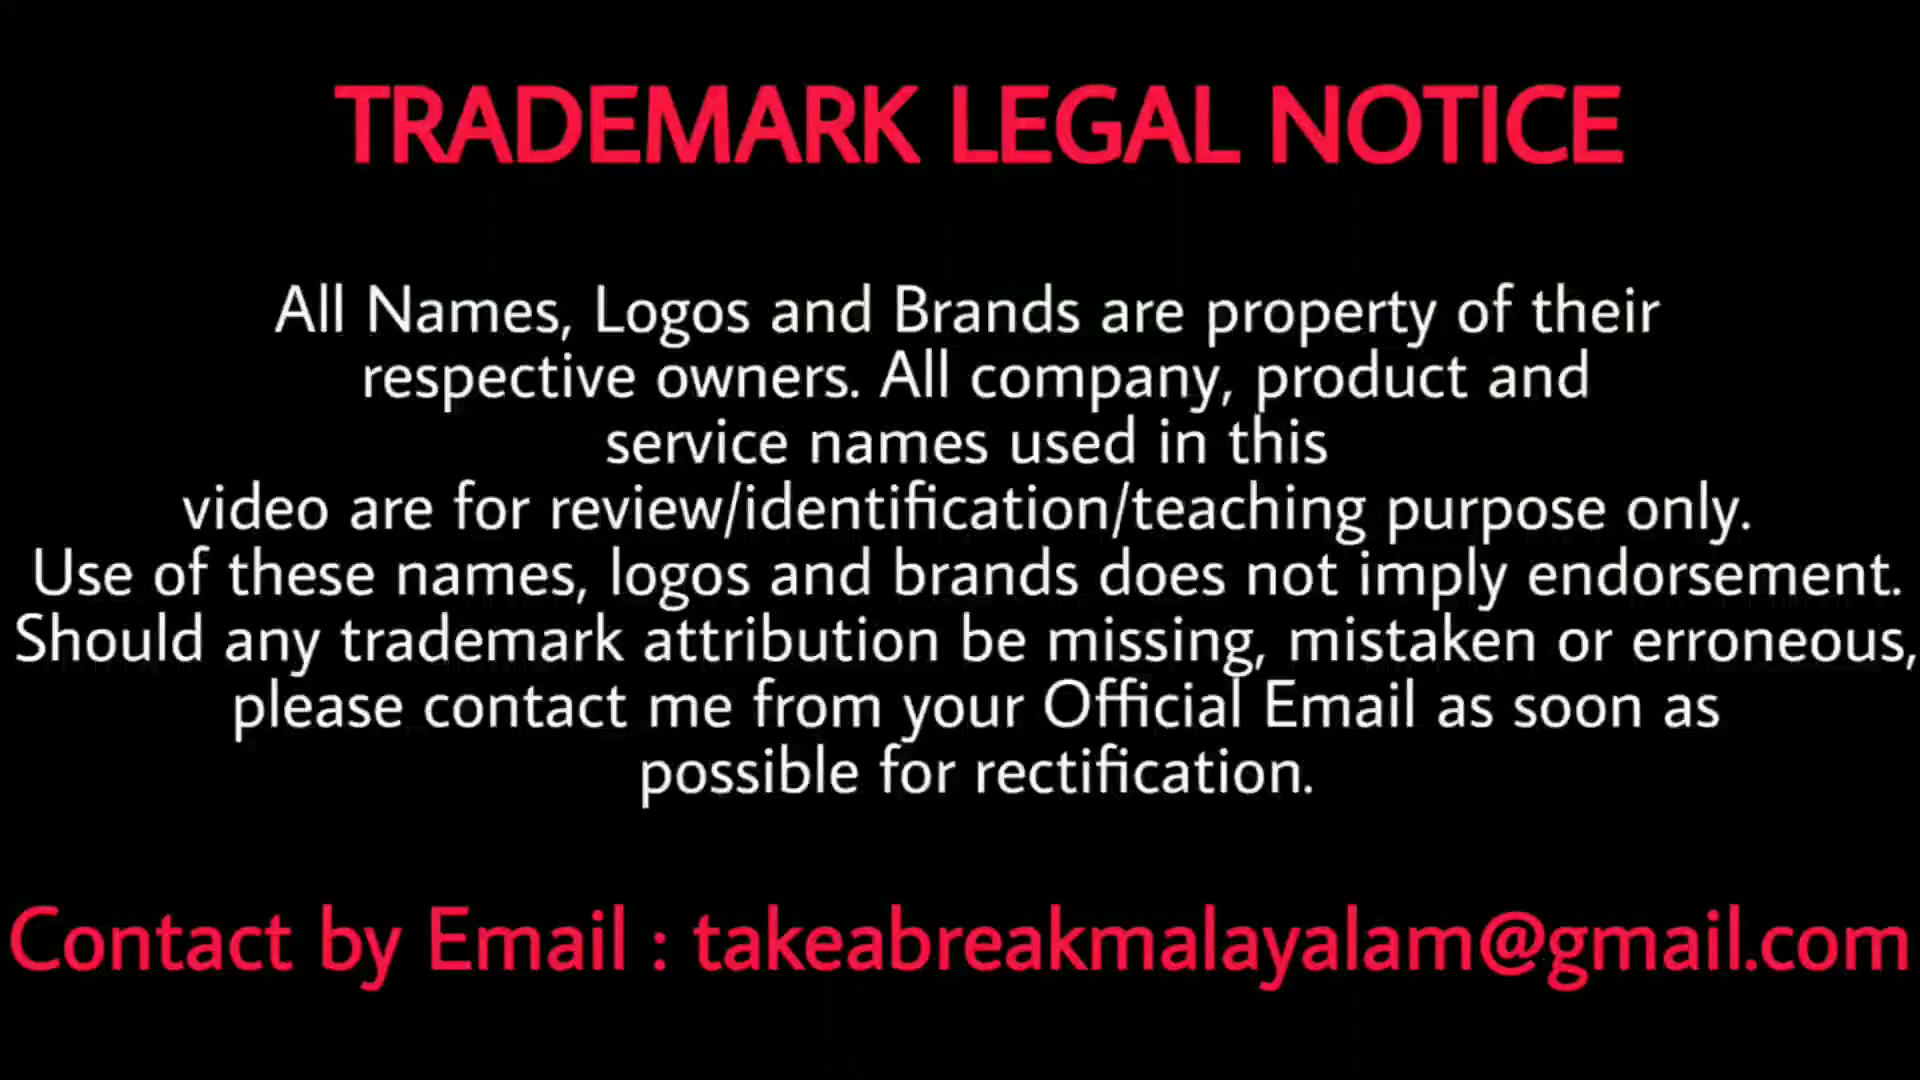 TRADEMARK LEGAL NOTICE
All Names, Logos and Brands are property of their
respective owners. All company, product and
service names used in this
video are for review/identification/teaching purpose only.
Use of these names, logos and brands does not imply endorsement.
Should any trademark attribution be missing, mistaken or erroneous,
please contact me from your Official Email as soon as
possible for rectification.
Contact by Email : takeabreakmalayalam@gmail.com